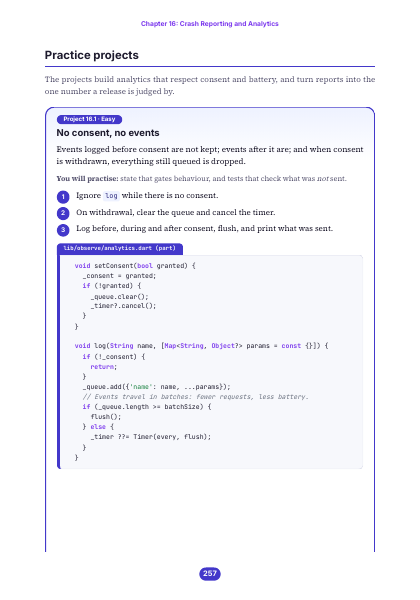 Chapter 16: Crash Reporting and Analytics
Practice projects
The projects build analytics that respect consent and battery, and turn reports into the
one number a release is judged by.
Project 16.1 · Easy
No consent, no events
Events logged before consent are not kept; events after it are; and when consent
is withdrawn, everything still queued is dropped.
You will practise: state that gates behaviour, and tests that check what was not sent.
1 Ignore log while there is no consent.
2 On withdrawal, clear the queue and cancel the timer.
3 Log before, during and after consent, flush, and print what was sent.
lib/observe/analytics.dart (part)
void setConsent(bool granted) {
  _consent = granted;
  if (!granted) {
    _queue.clear();
    _timer?.cancel();
  }
}

void log(String name, [Map<String, Object?> params = const {}]) {
  if (!_consent) {
    return;
  }
  _queue.add({'name': name, ...params});
  // Events travel in batches: fewer requests, less battery.
  if (_queue.length >= batchSize) {
    flush();
  } else {
    _timer ??= Timer(every, flush);
  }
}
257